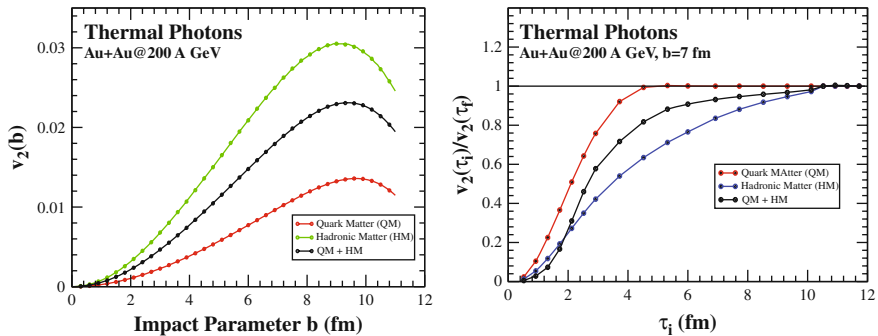 Thermal Photons
Au+Au@200 A GeV
0.03
0.02
0.01
0
v2(b)
Quark Matter (QM)
Hadronic Matter (HM)
QM + HM
0 2 4 6 8 10 12
Impact Parameter b (fm)
Thermal Photons
Au+Au@200 A GeV, b=7 fm
1.2
1
0.8
0.6
0.4
0.2
0
v2(τi)/v2(τf)
Quark MAtter (QM)
Hadronic Matter (HM)
QM + HM
0 2 4 6 8 10 12
τi (fm)